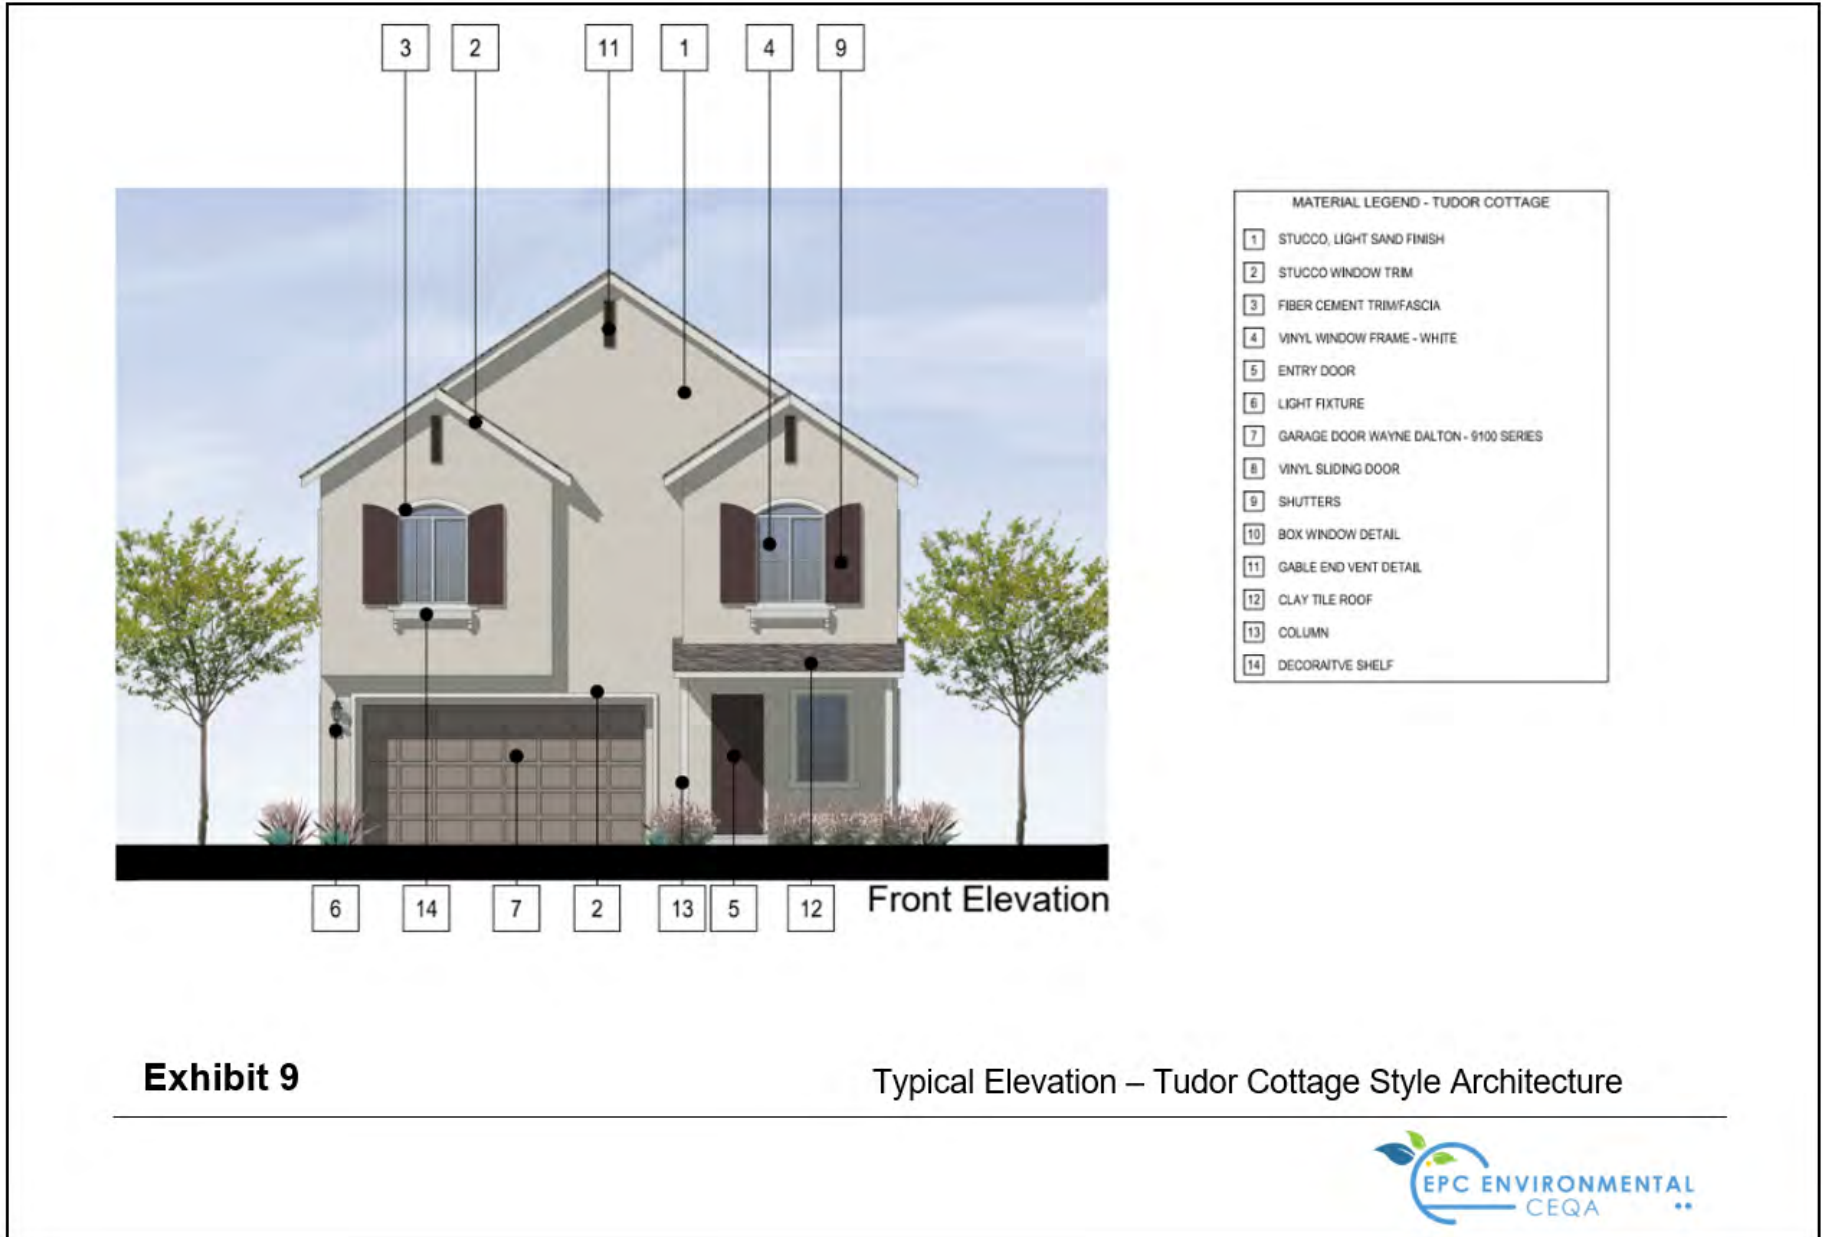 3 2 11 1 4 9
MATERIAL LEGEND - TUDOR COTTAGE
1 STUCCO, LIGHT SAND FINISH
2 STUCCO WINDOW TRIM
3 FIBER CEMENT TRIM/FASCIA
4 VINYL WINDOW FRAME - WHITE
5 ENTRY DOOR
6 LIGHT FIXTURE
7 GARAGE DOOR WAYNE DALTON - 9100 SERIES
8 VINYL SLIDING DOOR
9 SHUTTERS
10 BOX WINDOW DETAIL
11 GABLE END VENT DETAIL
12 CLAY TILE ROOF
13 COLUMN
14 DECORAITVE SHELF
6 14 7 2 13 5 12
Front Elevation
Exhibit 9
Typical Elevation – Tudor Cottage Style Architecture
EPC ENVIRONMENTAL
CEQA